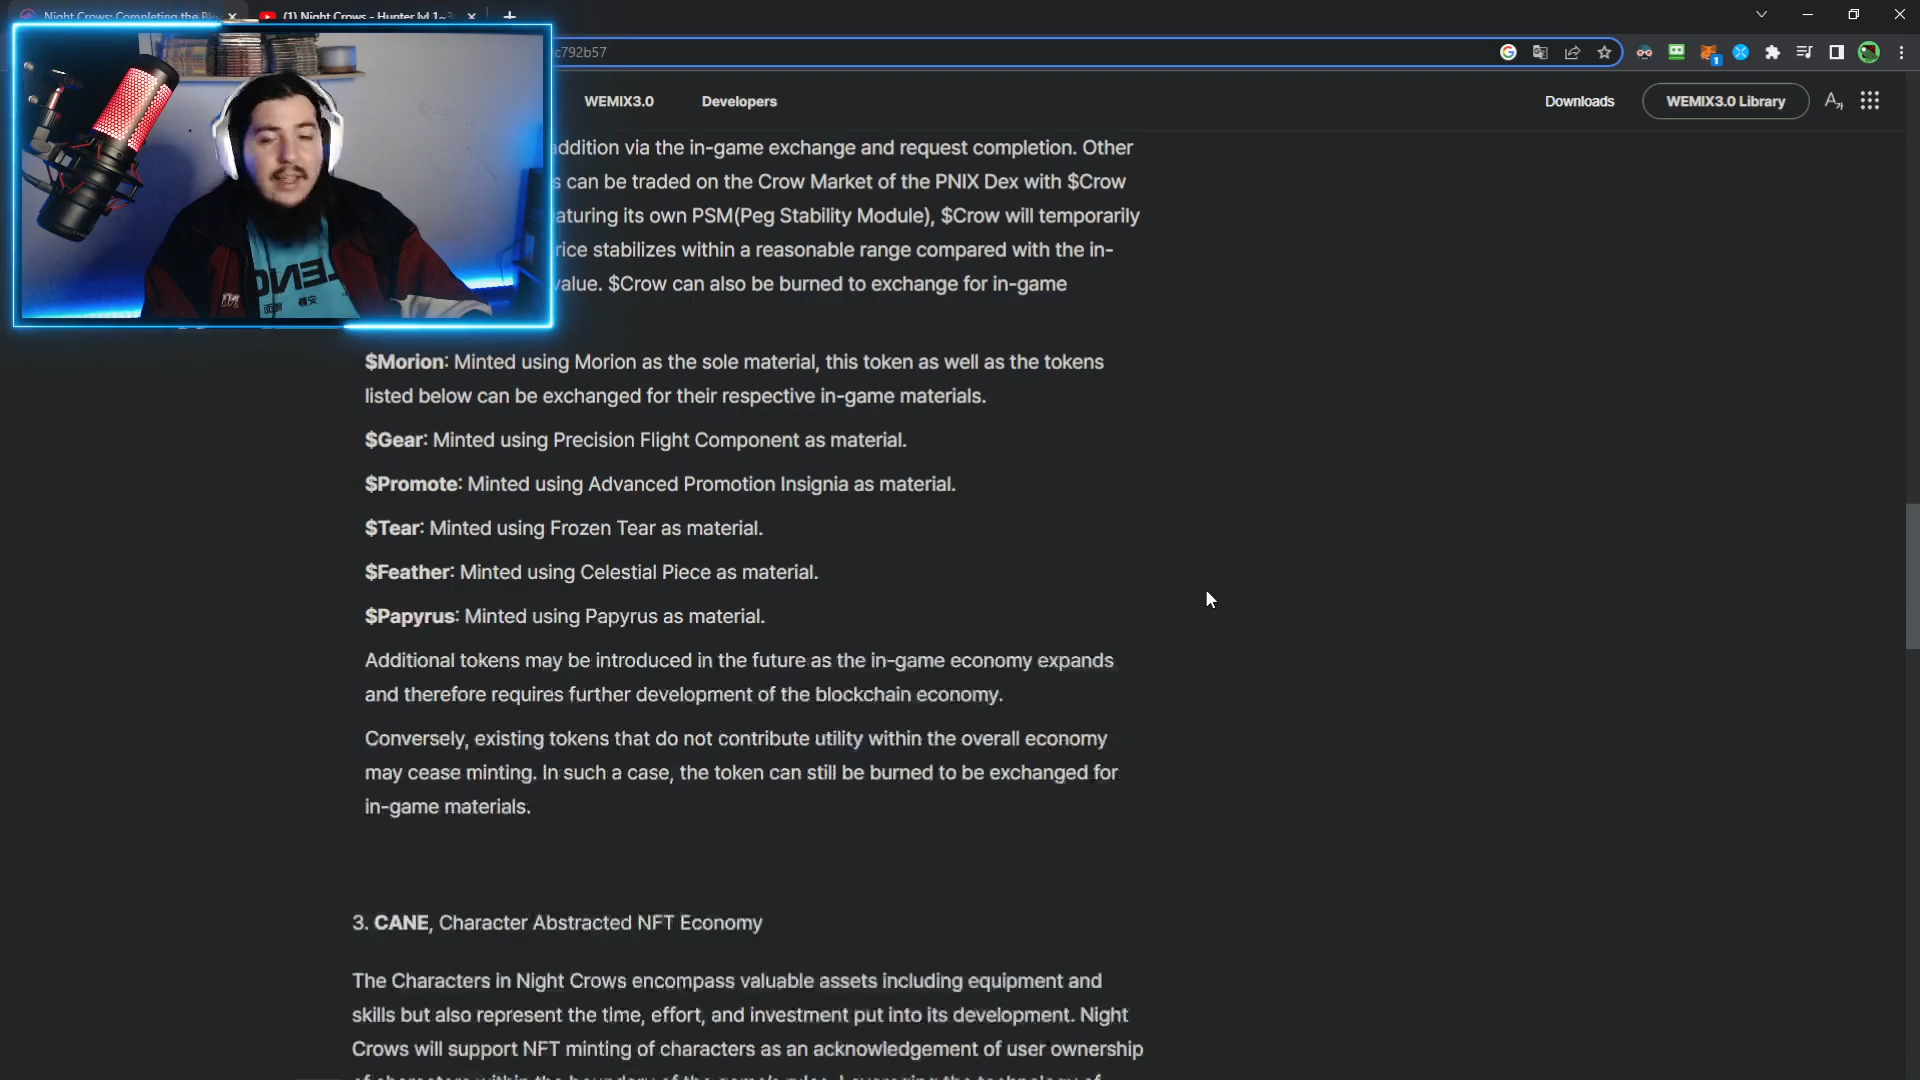 Night Crows: Completing the Blo
(1) Night Crows - Hunter lvl 1~3
c792b57
WEMIX3.0
Developers
Downloads
WEMIX3.0 Library
addition via the in-game exchange and request completion. Other
s can be traded on the Crow Market of the PNIX Dex with $Crow
aturing its own PSM(Peg Stability Module), $Crow will temporarily
rice stabilizes within a reasonable range compared with the in-
value. $Crow can also be burned to exchange for in-game
$Morion: Minted using Morion as the sole material, this token as well as the tokens
listed below can be exchanged for their respective in-game materials.
$Gear: Minted using Precision Flight Component as material.
$Promote: Minted using Advanced Promotion Insignia as material.
$Tear: Minted using Frozen Tear as material.
$Feather: Minted using Celestial Piece as material.
$Papyrus: Minted using Papyrus as material.
Additional tokens may be introduced in the future as the in-game economy expands
and therefore requires further development of the blockchain economy.
Conversely, existing tokens that do not contribute utility within the overall economy
may cease minting. In such a case, the token can still be burned to be exchanged for
in-game materials.
3. CANE, Character Abstracted NFT Economy
The Characters in Night Crows encompass valuable assets including equipment and
skills but also represent the time, effort, and investment put into its development. Night
Crows will support NFT minting of characters as an acknowledgement of user ownership